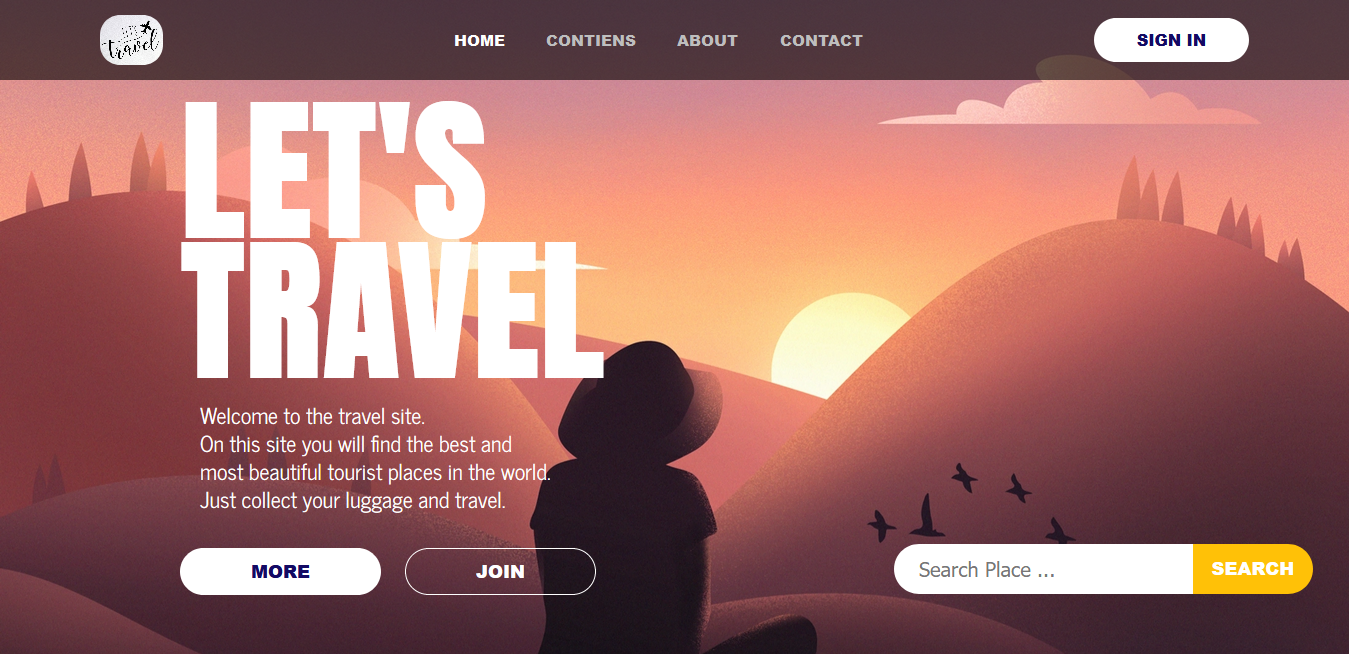 travel
HOME CONTIENS ABOUT CONTACT SIGN IN
LET'S
TRAVEL
Welcome to the travel site.
On this site you will find the best and
most beautiful tourist places in the world.
Just collect your luggage and travel.
MORE JOIN
Search Place ... SEARCH